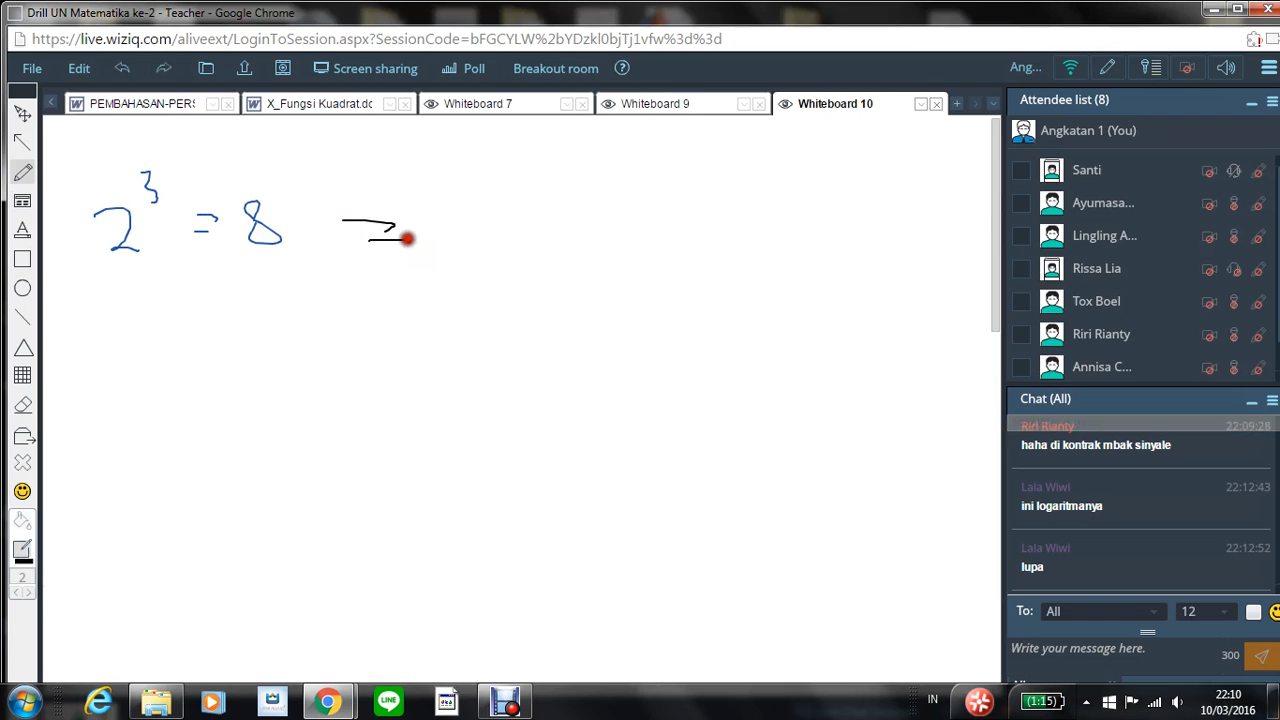 Drill UN Matematika ke-2 - Teacher - Google Chrome
https://live.wiziq.com/aliveext/LoginToSession.aspx?SessionCode=bFGCYLW%2bYDzkl0bjTj1vfw%3d%3d
File Edit Screen sharing Poll Breakout room ? Ang...
PEMBAHASAN-PERS X_Fungsi Kuadrat.dc Whiteboard 7 Whiteboard 9 Whiteboard 10
2³ = 8
Attendee list (8)
Angkatan 1 (You)
Santi
Ayumasa...
Lingling A...
Rissa Lia
Tox Boel
Riri Rianty
Annisa C...
Chat (All)
Riri Rianty 22:09:28
haha di kontrak mbak sinyale
Lala Wiwi 22:12:43
ini logaritmanya
Lala Wiwi 22:12:52
lupa
To: All 12
Write your message here. 300
2
IN (1:15) 22:10
10/03/2016
LINE